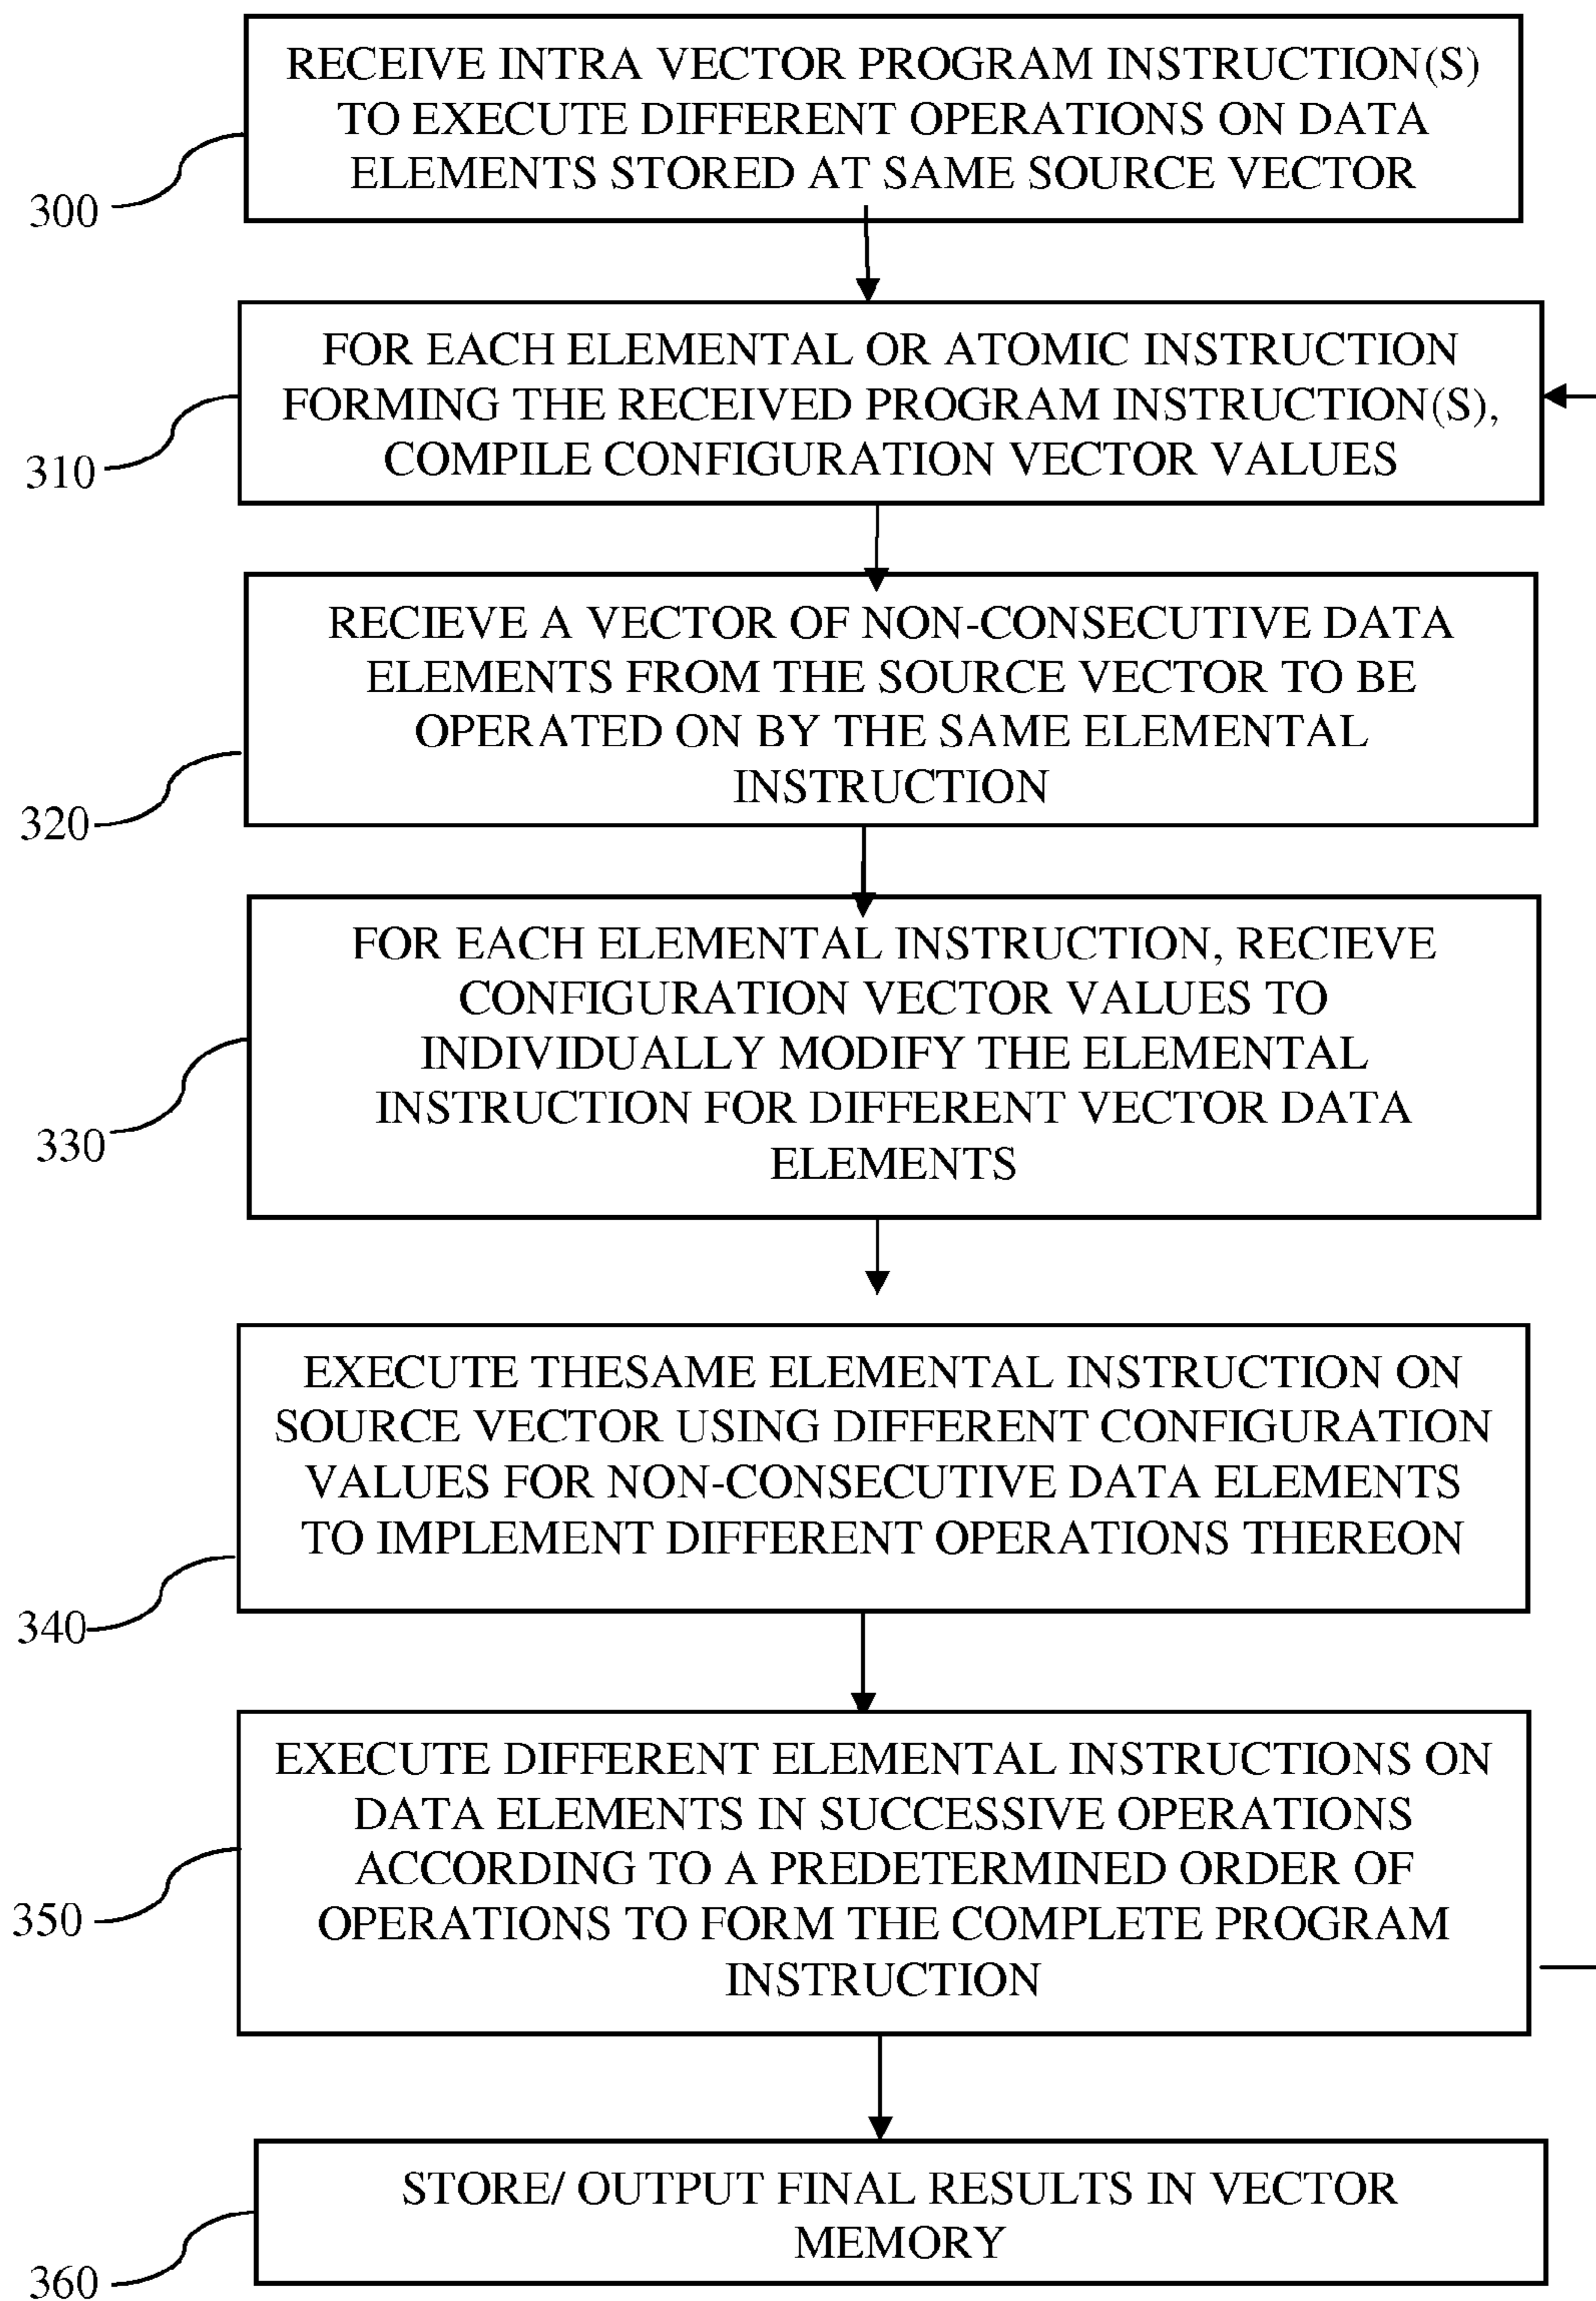 RECEIVE INTRA VECTOR PROGRAM INSTRUCTION(S)
TO EXECUTE DIFFERENT OPERATIONS ON DATA
ELEMENTS STORED AT SAME SOURCE VECTOR
300
FOR EACH ELEMENTAL OR ATOMIC INSTRUCTION
FORMING THE RECEIVED PROGRAM INSTRUCTION(S),
COMPILE CONFIGURATION VECTOR VALUES
310
RECIEVE A VECTOR OF NON-CONSECUTIVE DATA
ELEMENTS FROM THE SOURCE VECTOR TO BE
OPERATED ON BY THE SAME ELEMENTAL
INSTRUCTION
320
FOR EACH ELEMENTAL INSTRUCTION, RECIEVE
CONFIGURATION VECTOR VALUES TO
INDIVIDUALLY MODIFY THE ELEMENTAL
INSTRUCTION FOR DIFFERENT VECTOR DATA
ELEMENTS
330
EXECUTE THESAME ELEMENTAL INSTRUCTION ON
SOURCE VECTOR USING DIFFERENT CONFIGURATION
VALUES FOR NON-CONSECUTIVE DATA ELEMENTS
TO IMPLEMENT DIFFERENT OPERATIONS THEREON
340
EXECUTE DIFFERENT ELEMENTAL INSTRUCTIONS ON
DATA ELEMENTS IN SUCCESSIVE OPERATIONS
ACCORDING TO A PREDETERMINED ORDER OF
OPERATIONS TO FORM THE COMPLETE PROGRAM
INSTRUCTION
350
STORE/ OUTPUT FINAL RESULTS IN VECTOR
MEMORY
360